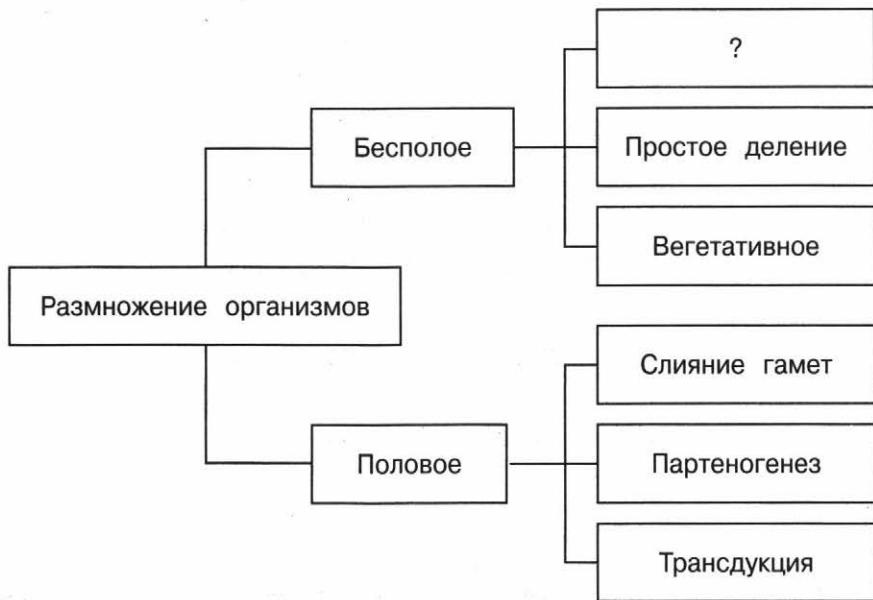 ?
Бесполое
Простое деление
Вегетативное
Размножение организмов
Слияние гамет
Половое
Партеногенез
Трансдукция